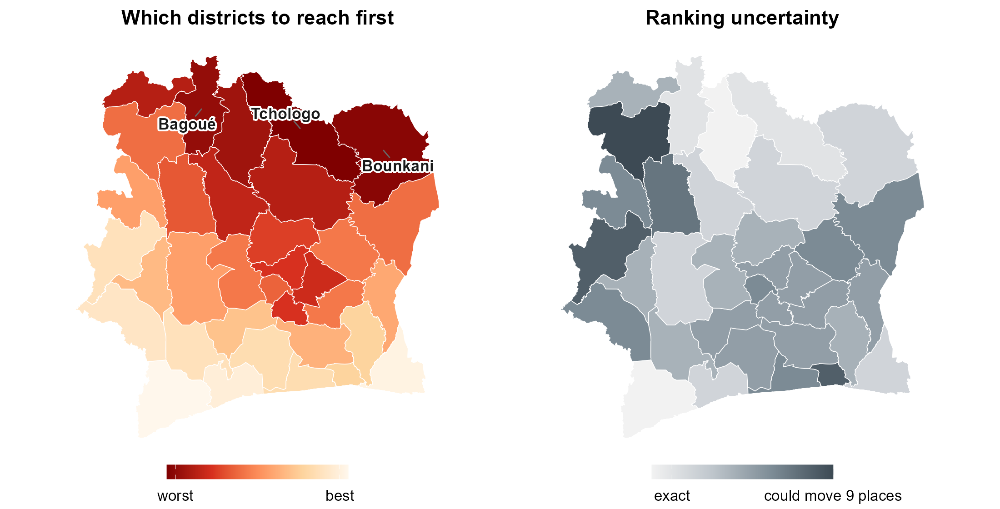 Which districts to reach first
Ranking uncertainty
Tchologo
Bagoué
Bounkani
worst
best
exact
could move 9 places